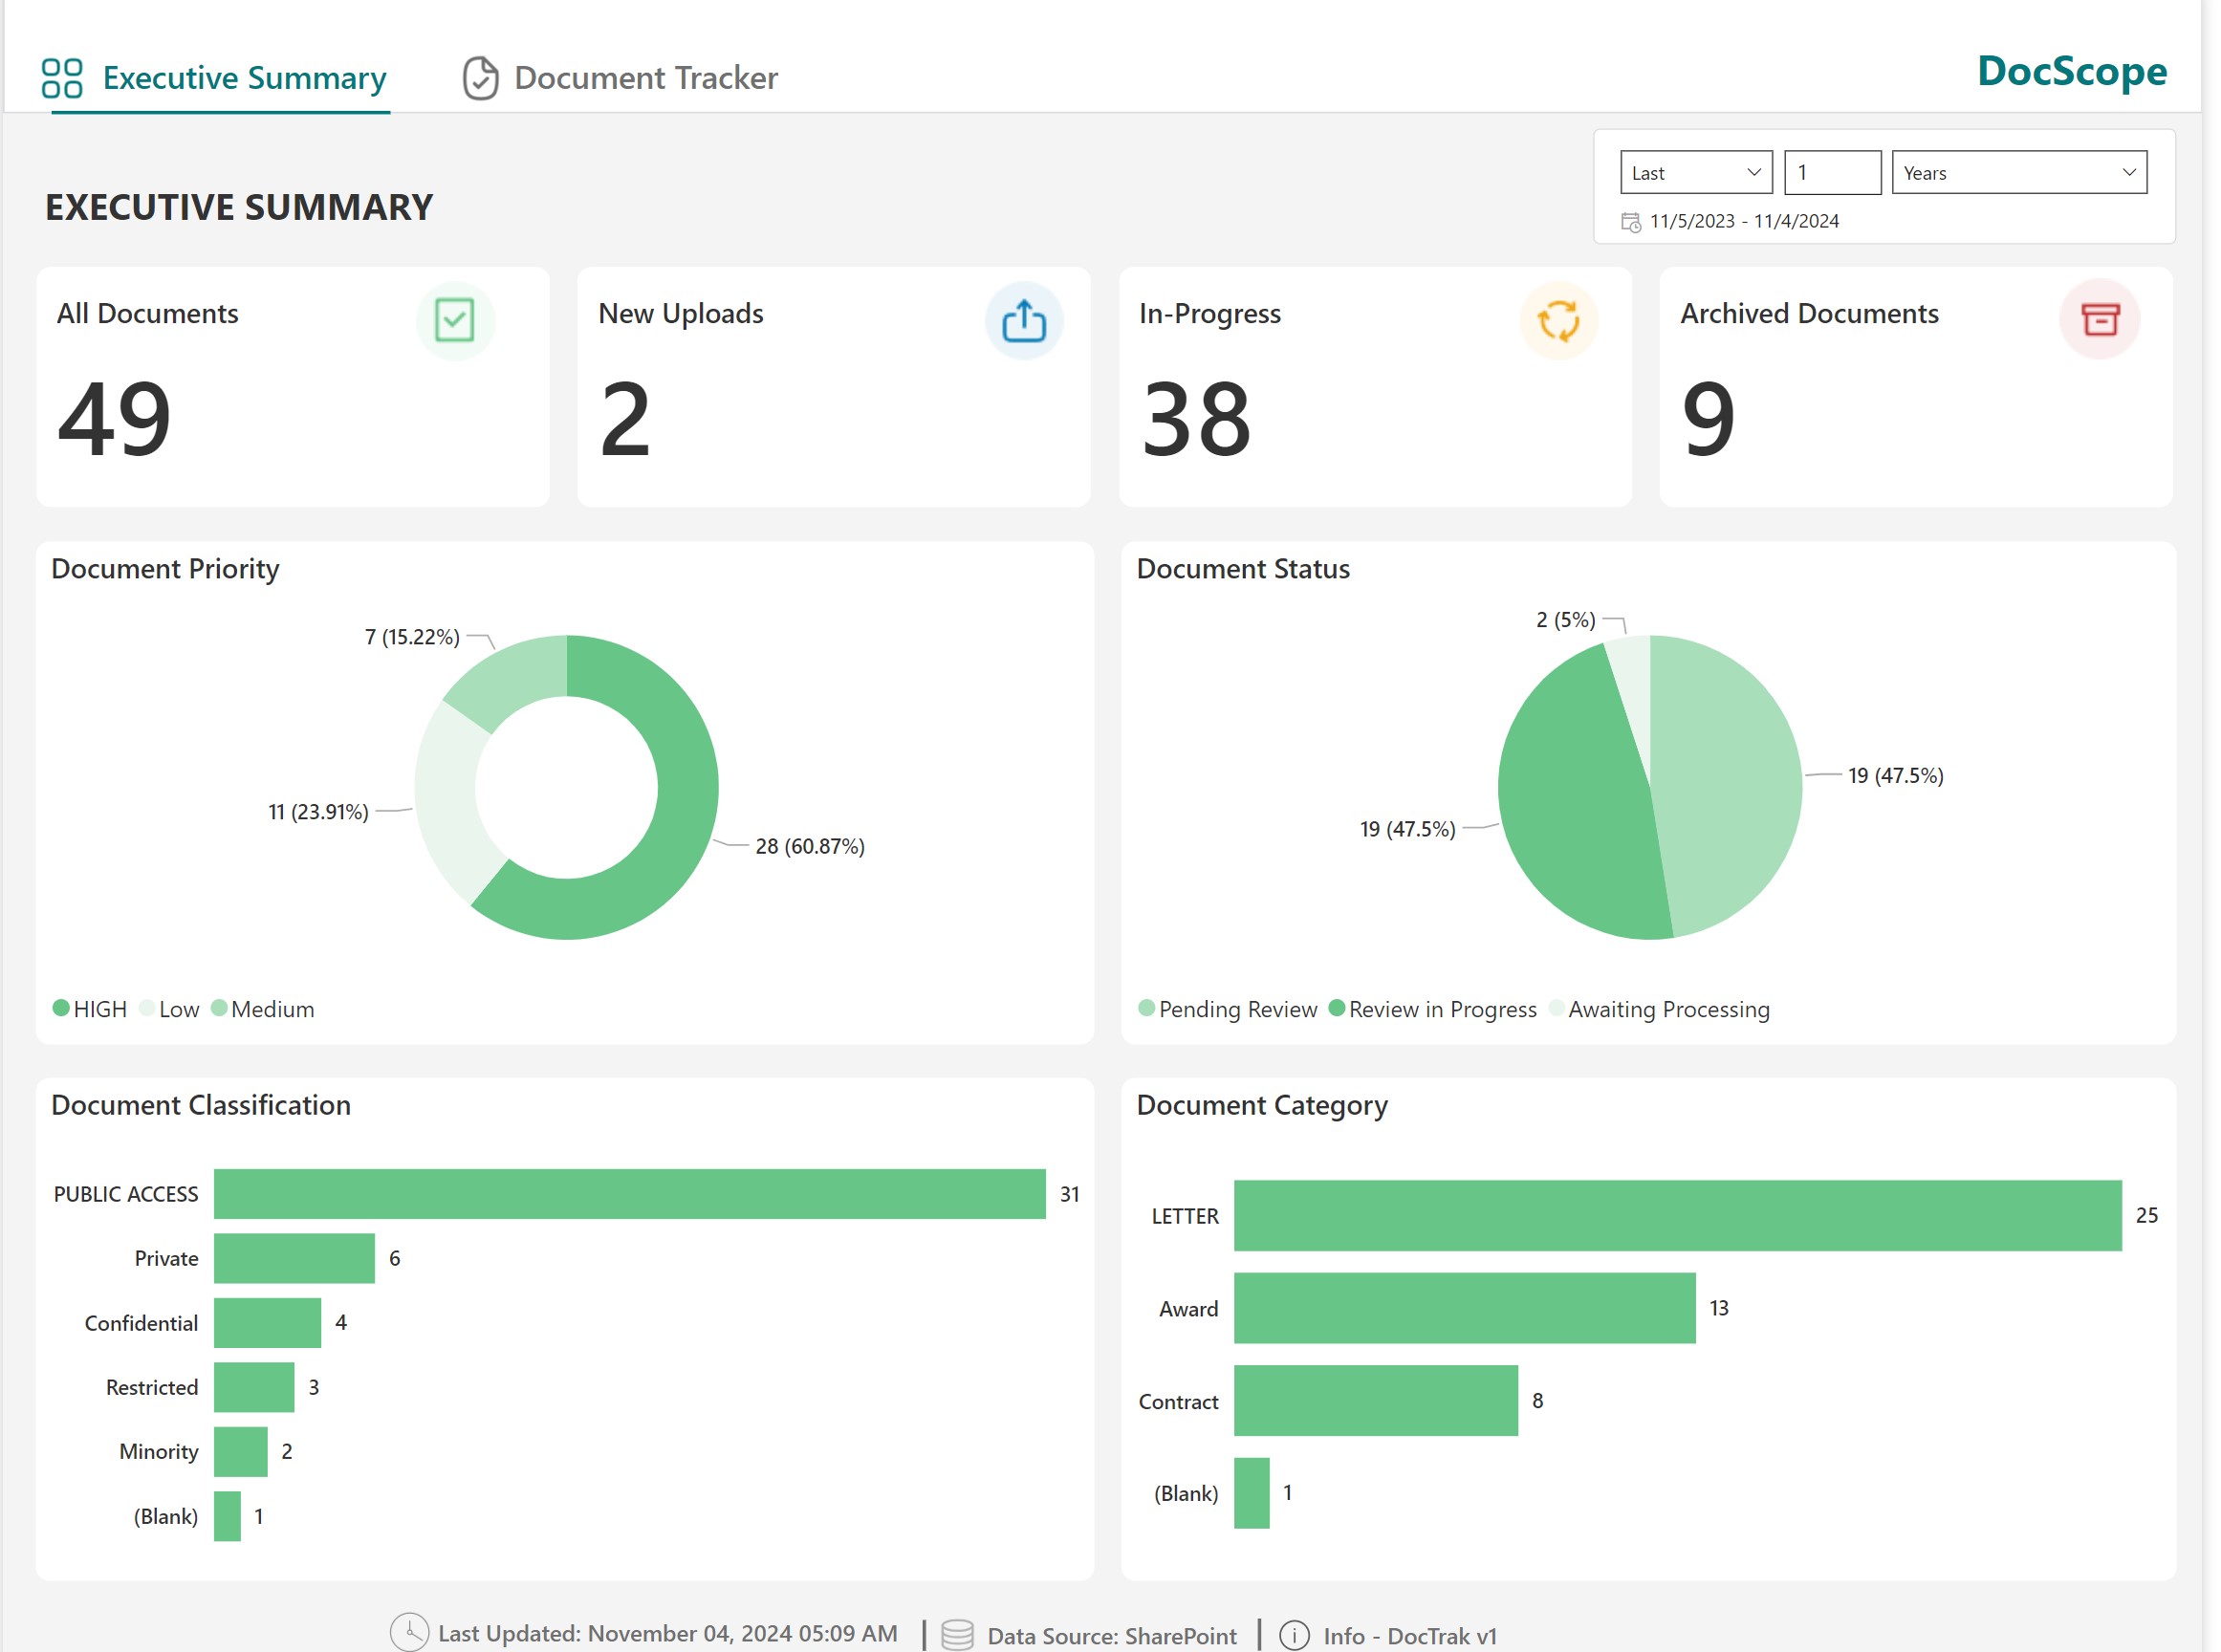 Executive Summary
Document Tracker
DocScope
Last
1
Years
11/5/2023 - 11/4/2024
EXECUTIVE SUMMARY
All Documents
49
New Uploads
2
In-Progress
38
Archived Documents
9
Document Priority
7 (15.22%)
11 (23.91%)
28 (60.87%)
HIGH Low Medium
Document Status
2 (5%)
19 (47.5%)
19 (47.5%)
Pending Review Review in Progress Awaiting Processing
Document Classification
PUBLIC ACCESS 31
Private 6
Confidential 4
Restricted 3
Minority 2
(Blank) 1
Document Category
LETTER 25
Award 13
Contract 8
(Blank) 1
Last Updated: November 04, 2024 05:09 AM | Data Source: SharePoint | Info - DocTrak v1